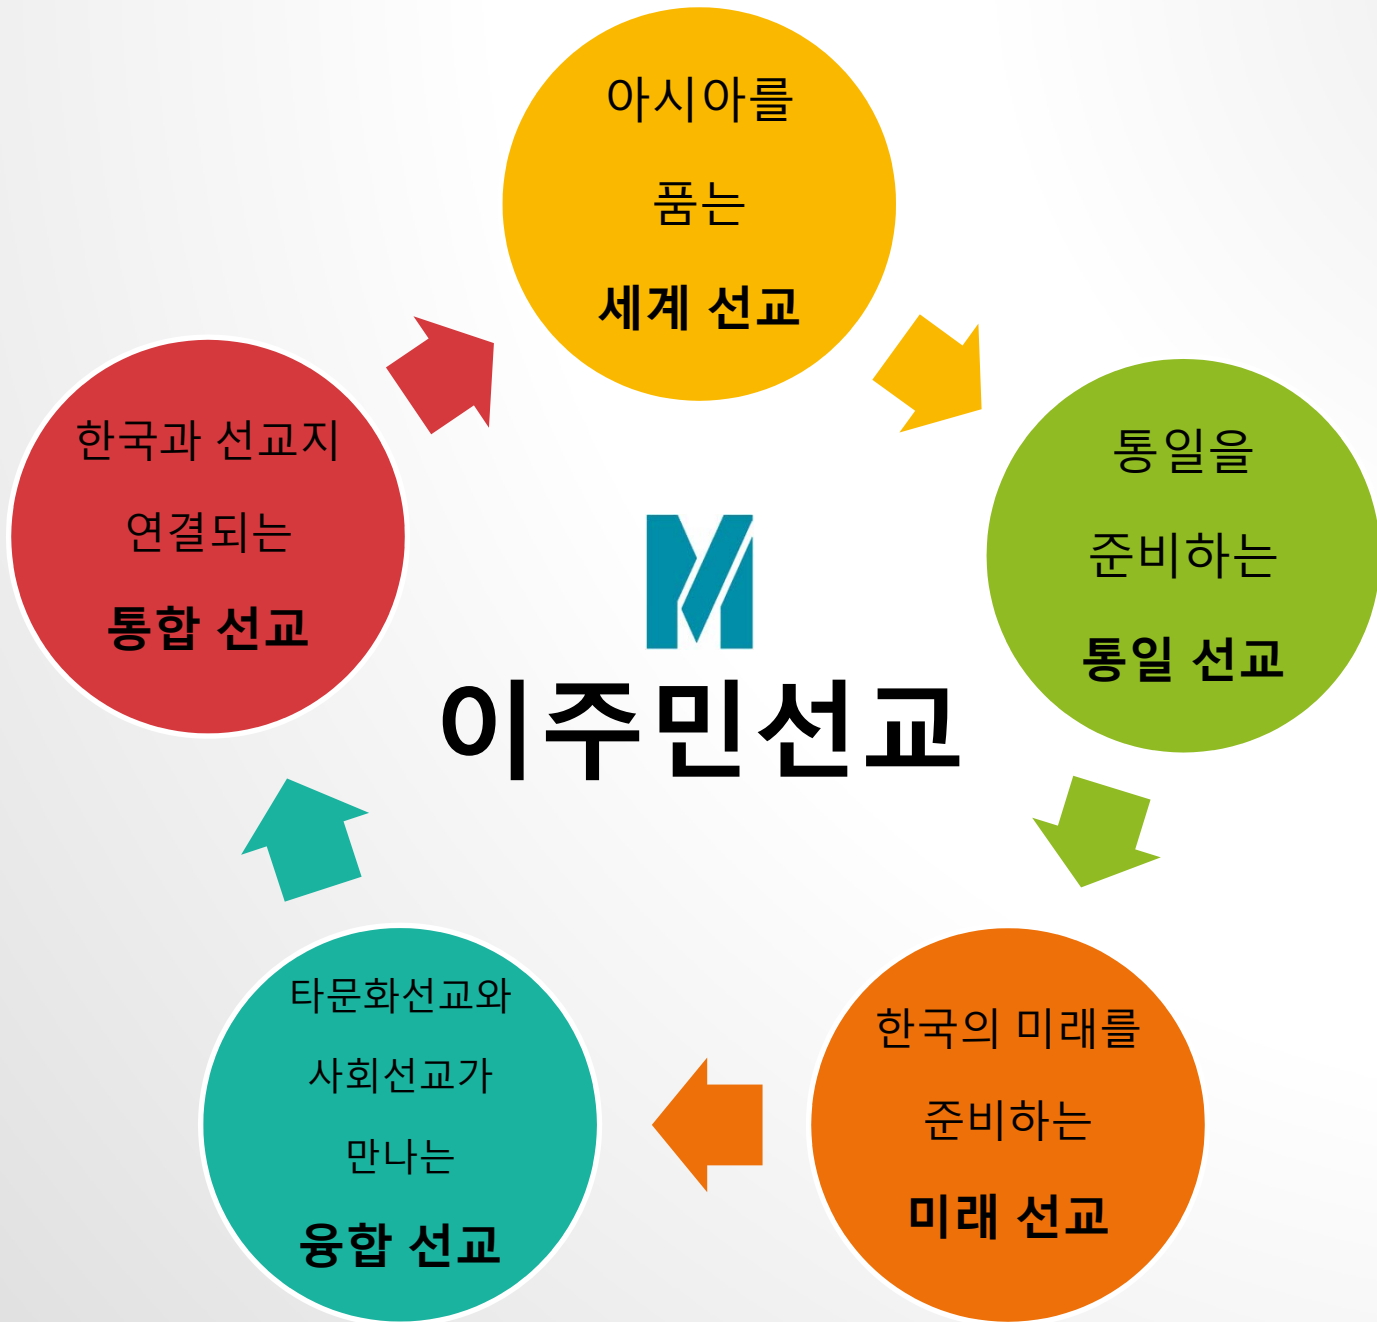 아시아를
품는
세계 선교
통일을
준비하는
통일 선교
한국의 미래를
준비하는
미래 선교
타문화선교와
사회선교가
만나는
융합 선교
한국과 선교지
연결되는
통합 선교
이주민선교